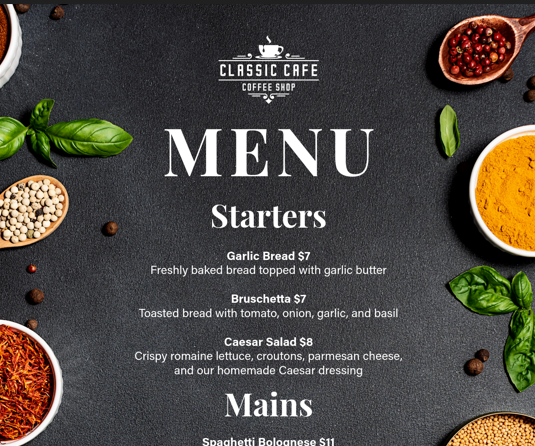 CLASSIC CAFE
COFFEE SHOP
MENU
Starters
Garlic Bread $7
Freshly baked bread topped with garlic butter
Bruschetta $7
Toasted bread with tomato, onion, garlic, and basil
Caesar Salad $8
Crispy romaine lettuce, croutons, parmesan cheese,
and our homemade Caesar dressing
Mains
Spaghetti Bolognese $11